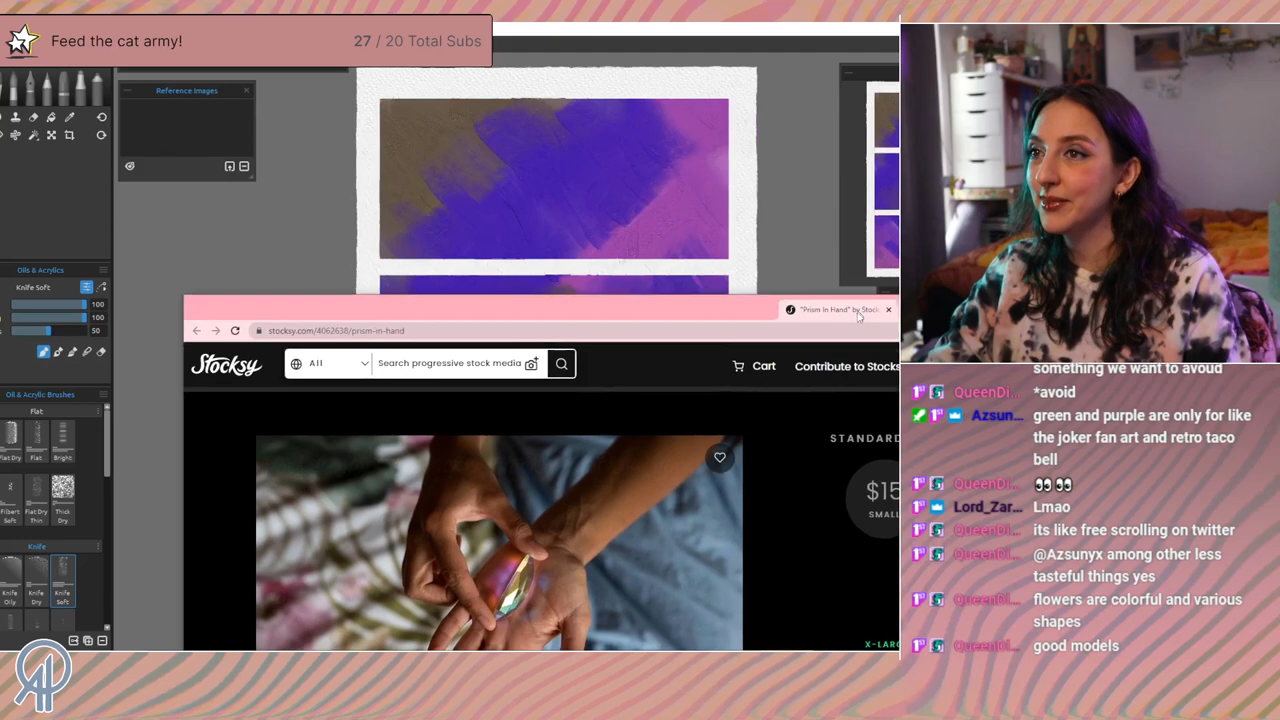 Feed the cat army!
27 / 20 Total Subs
Reference Images
Oils & Acrylics
Knife Soft
100
100
50
Oil & Acrylic Brushes
Flat
Flat Dry
Flat
Bright
Filbert Soft
Flat Dry Thin
Thick Dry
Knife
Knife Oily
Knife Dry
Knife Soft
"Prism In Hand" by Stock
stocksy.com/4062638/prism-in-hand
Stocksy
All
Search progressive stock media
Cart
Contribute to Stocks
STANDARD
$15
SMALL
X-LARG
something we want to avoud
QueenDi... *avoid
Azsun... green and purple are only for like
the joker fan art and retro taco
bell
QueenDi... 👀👀
Lord_Zar... Lmao
QueenDi... its like free scrolling on twitter
QueenDi... @Azsunyx among other less
tasteful things yes
QueenDi... flowers are colorful and various
shapes
QueenDi... good models